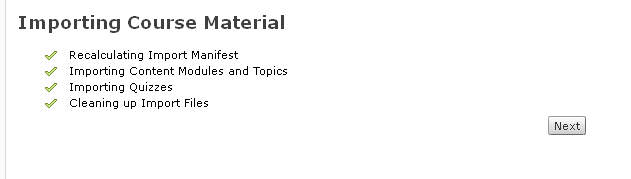 Importing Course Material
Recalculating Import Manifest
Importing Content Modules and Topics
Importing Quizzes
Cleaning up Import Files
Next